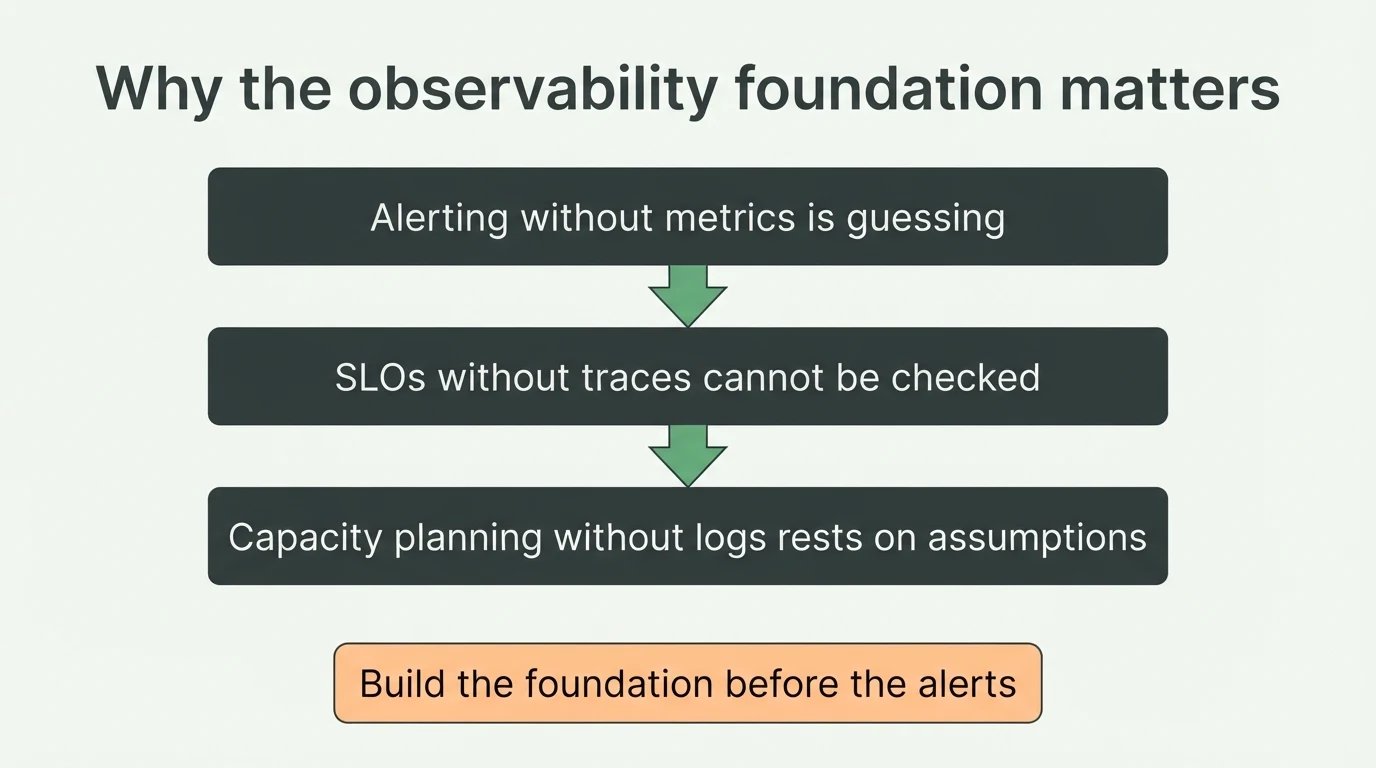 Why the observability foundation matters
Alerting without metrics is guessing
SLOs without traces cannot be checked
Capacity planning without logs rests on assumptions
Build the foundation before the alerts